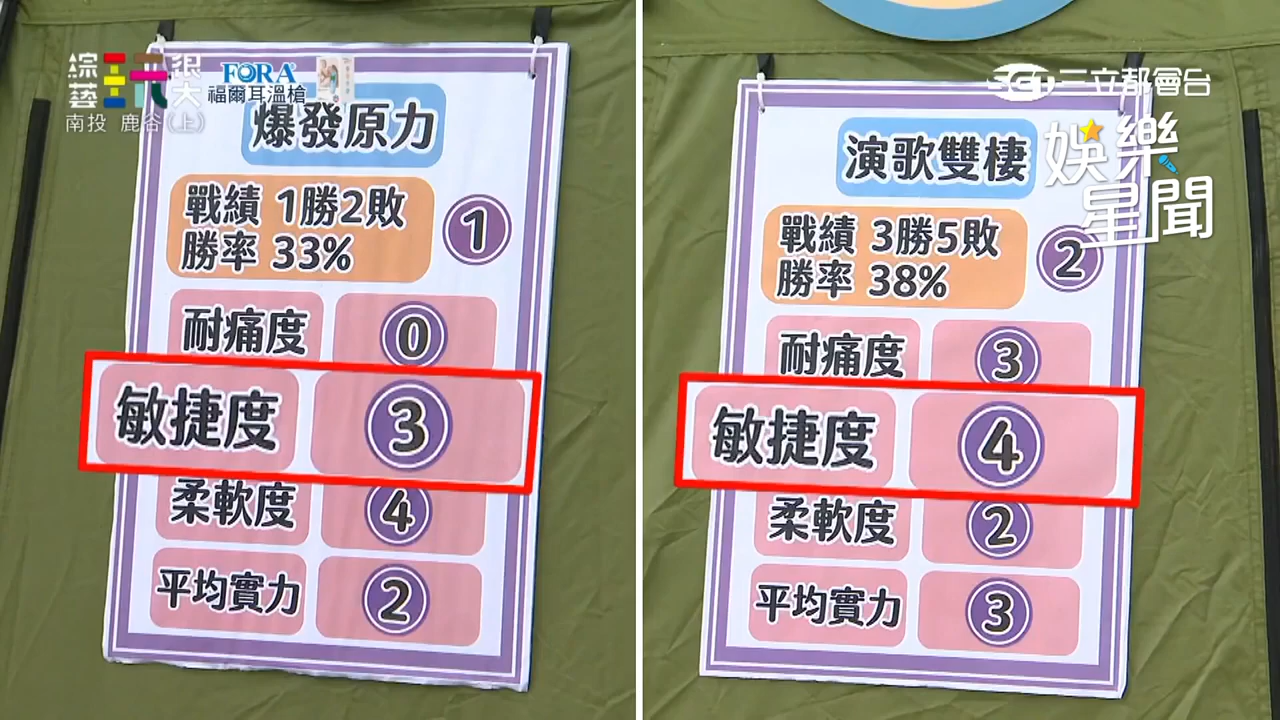 綜藝玩很大
南投 鹿谷(上)
FORA
福爾耳溫槍
爆發原力
戰績 1勝2敗
勝率 33%
1
耐痛度 0
敏捷度 3
柔軟度 4
平均實力 2
三立都會台
娛樂星聞
演歌雙棲
戰績 3勝5敗
勝率 38%
2
耐痛度 3
敏捷度 4
柔軟度 2
平均實力 3